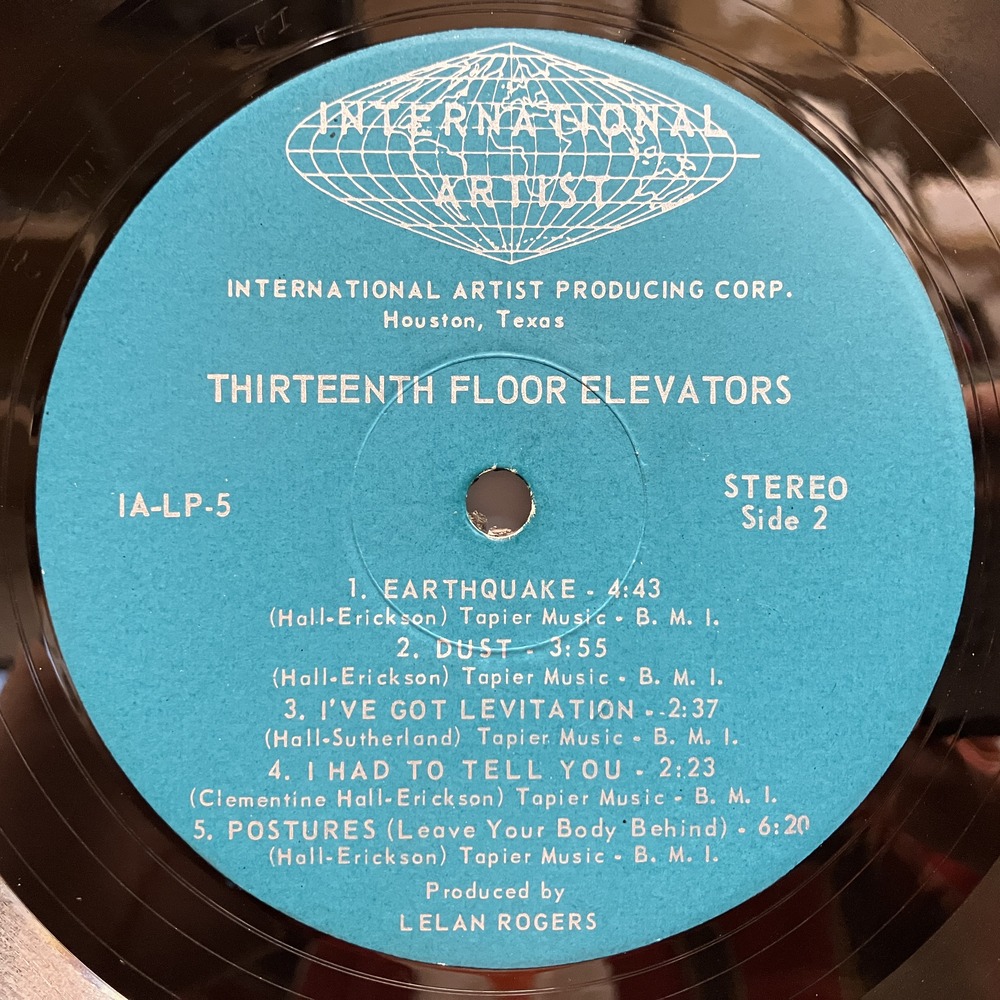 INTERNATIONAL
ARTIST
INTERNATIONAL ARTIST PRODUCING CORP.
Houston, Texas
THIRTEENTH FLOOR ELEVATORS
IA-LP-5
STEREO
Side 2
1. EARTHQUAKE - 4:43
(Hall-Erickson) Tapier Music - B. M. I.
2. DUST - 3:55
(Hall-Erickson) Tapier Music - B. M. I.
3. I'VE GOT LEVITATION - -2:37
(Hall-Sutherland) Tapier Music - B. M. I.
4. I HAD TO TELL YOU - 2:23
(Clementine Hall-Erickson) Tapier Music - B. M. I.
5. POSTURES (Leave Your Body Behind) - 6:20
(Hall-Erickson) Tapier Music - B. M. I.
Produced by
LELAN ROGERS